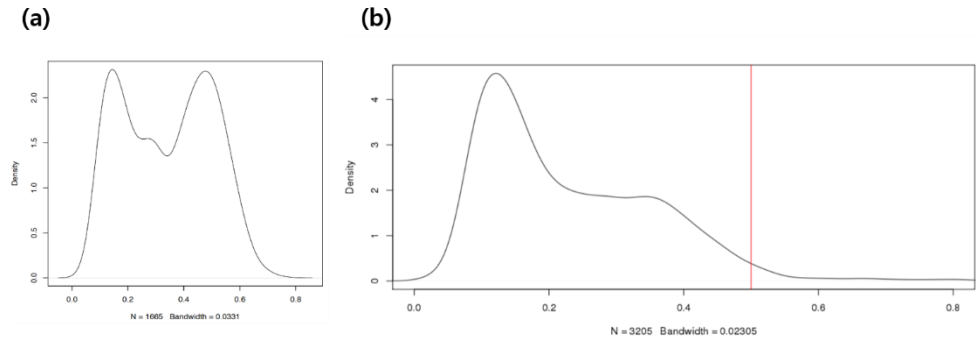 (a)
Density
2.0
1.5
1.0
0.5
0.0
0.0 0.2 0.4 0.6 0.8
N = 1665 Bandwidth = 0.0331
(b)
Density
4
3
2
1
0
0.0 0.2 0.4 0.6 0.8
N = 3205 Bandwidth = 0.02305